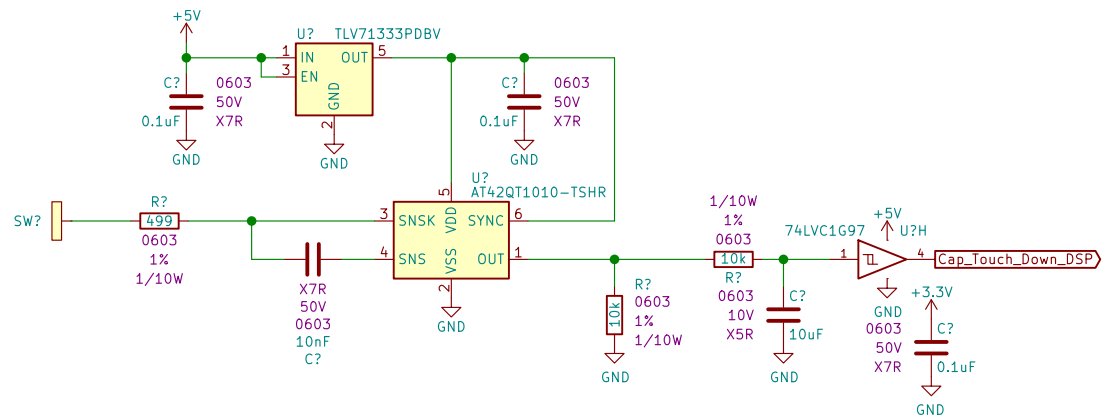 +5V
U?
TLV71333PDBV
1
IN
OUT
5
3
EN
GND
2
GND
C?
0603
50V
X7R
0.1uF
GND
C?
0603
50V
X7R
0.1uF
GND
U?
AT42QT1010-TSHR
5
VDD
SW?
R?
499
0603
1%
1/10W
3
SNSK
SYNC
6
4
SNS
OUT
1
VSS
2
GND
X7R
50V
0603
10nF
C?
R?
10k
0603
1%
1/10W
GND
1/10W
1%
0603
10k
R?
0603
10V
X5R
C?
10uF
GND
74LVC1G97
+5V
U?H
1
4
GND
Cap_Touch_Down_DSP
+3.3V
0603
50V
X7R
C?
0.1uF
GND